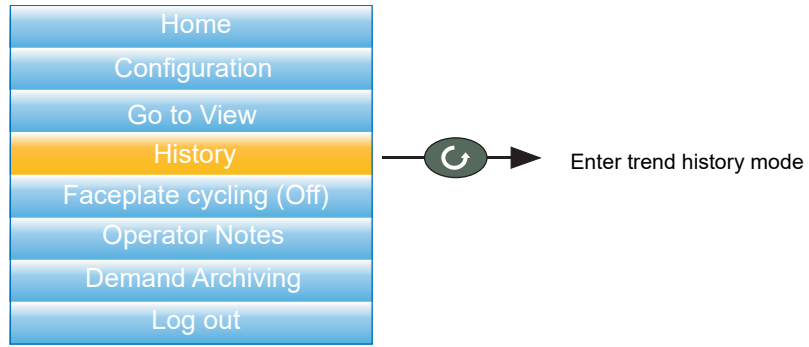 Home
Configuration
Go to View
History
Enter trend history mode
Faceplate cycling (Off)
Operator Notes
Demand Archiving
Log out